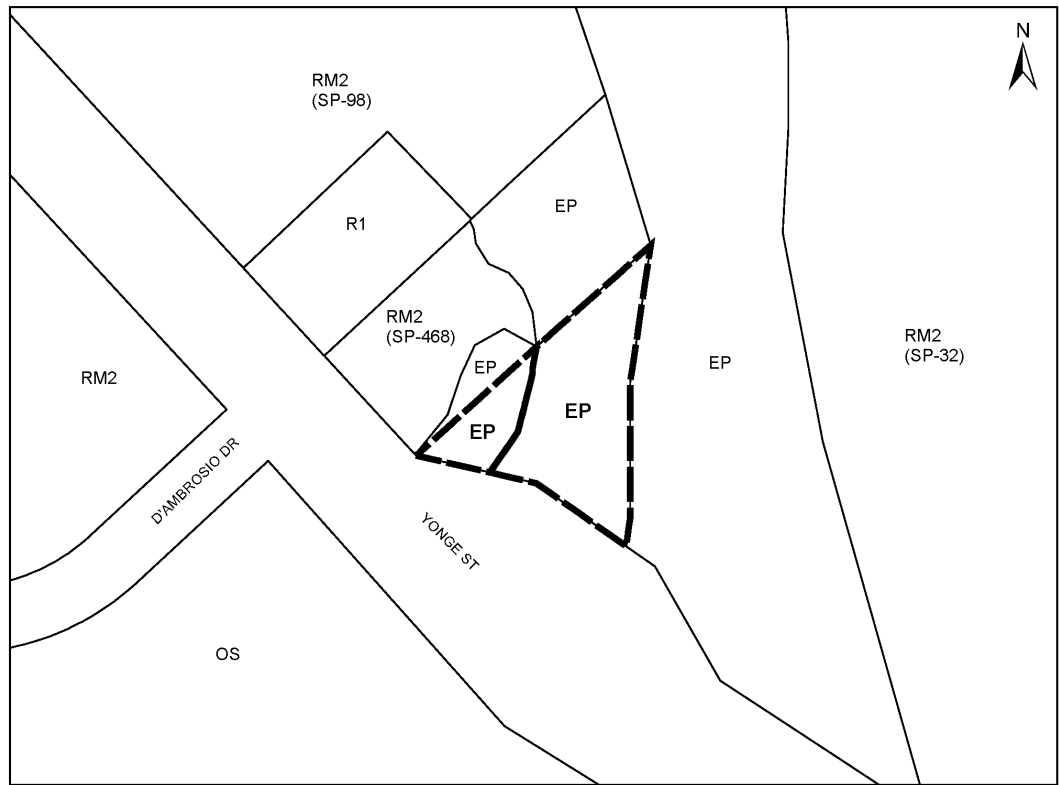 N
RM2
(SP-98)
EP
R1
RM2
(SP-468)
RM2
(SP-32)
EP
EP
RM2
EP
EP
D'AMBROSIO DR
YONGE ST
OS